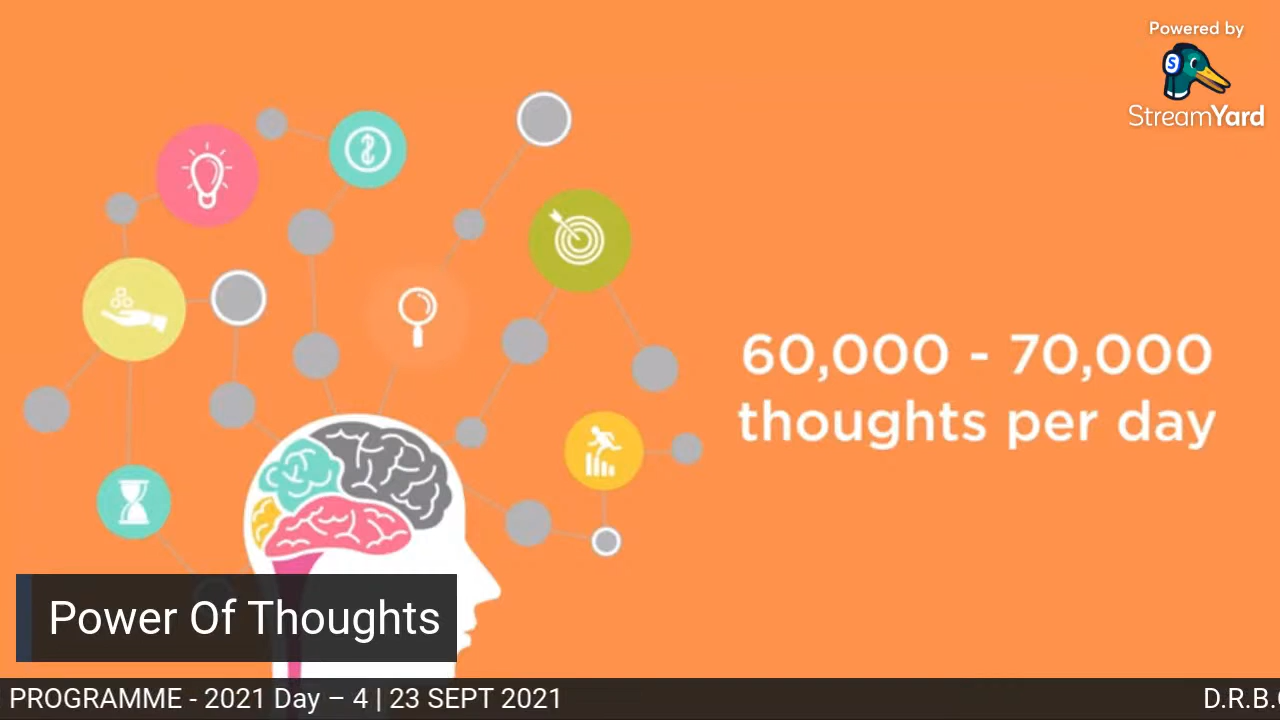 Powered by
StreamYard
60,000 - 70,000
thoughts per day
Power Of Thoughts
PROGRAMME - 2021 Day – 4 | 23 SEPT 2021
D.R.B.